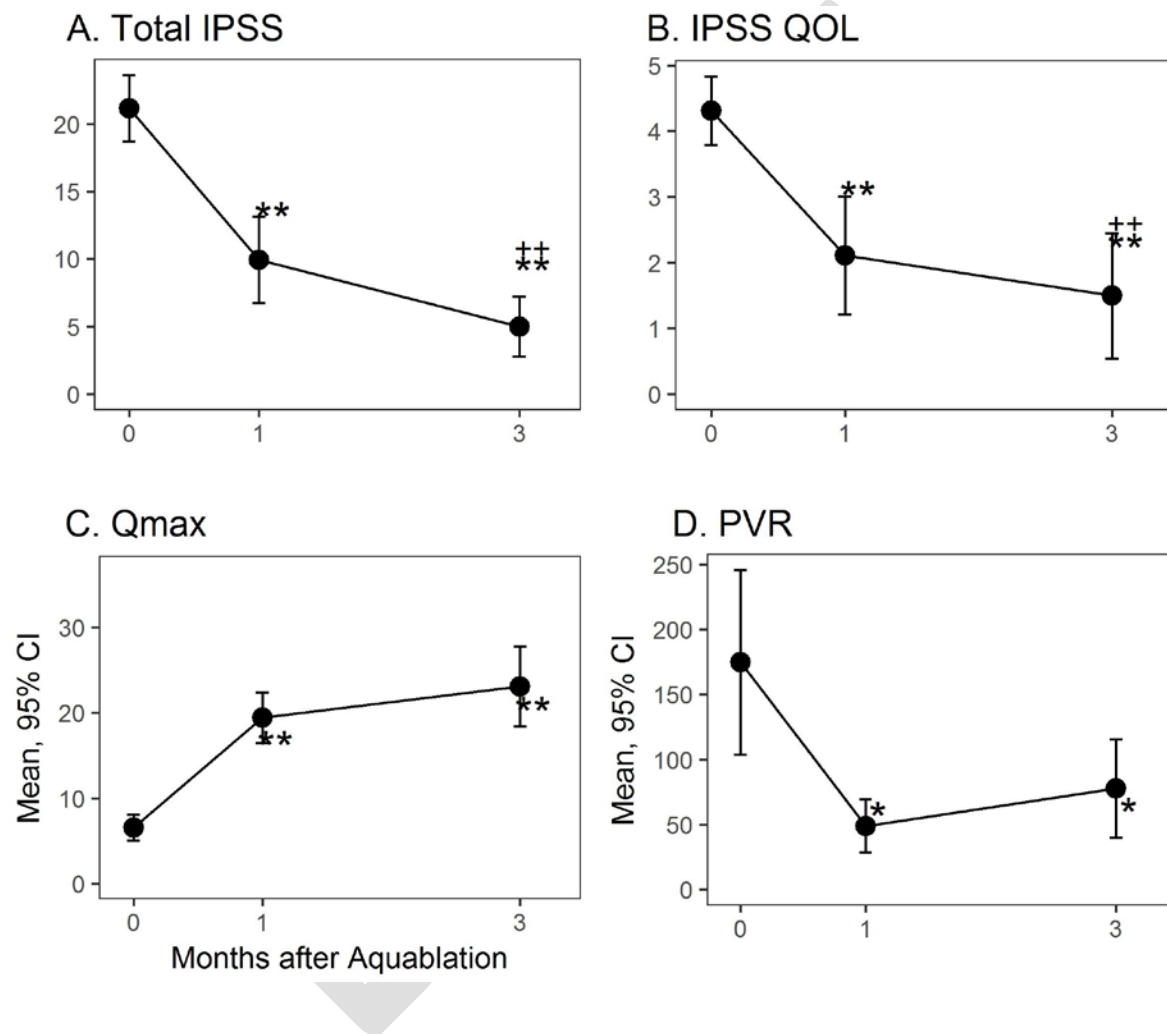 A. Total IPSS
20
15
10
5
0
**
++
**
0 1 3
B. IPSS QOL
5
4
3
2
1
0
**
++
**
0 1 3
C. Qmax
Mean, 95% CI
30
20
10
0
**
**
0 1 3
Months after Aquablation
D. PVR
Mean, 95% CI
250
200
150
100
50
0
*
*
0 1 3